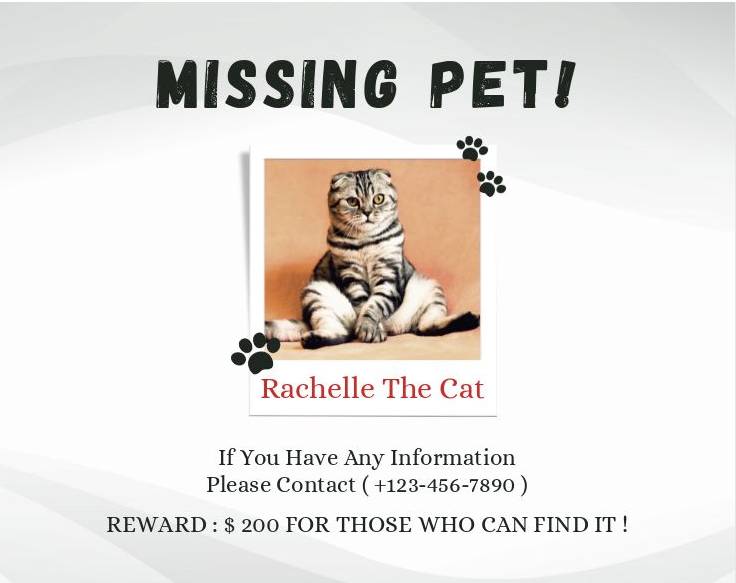 MISSING PET!
Rachelle The Cat
If You Have Any Information
Please Contact ( +123-456-7890 )
REWARD : $ 200 FOR THOSE WHO CAN FIND IT !